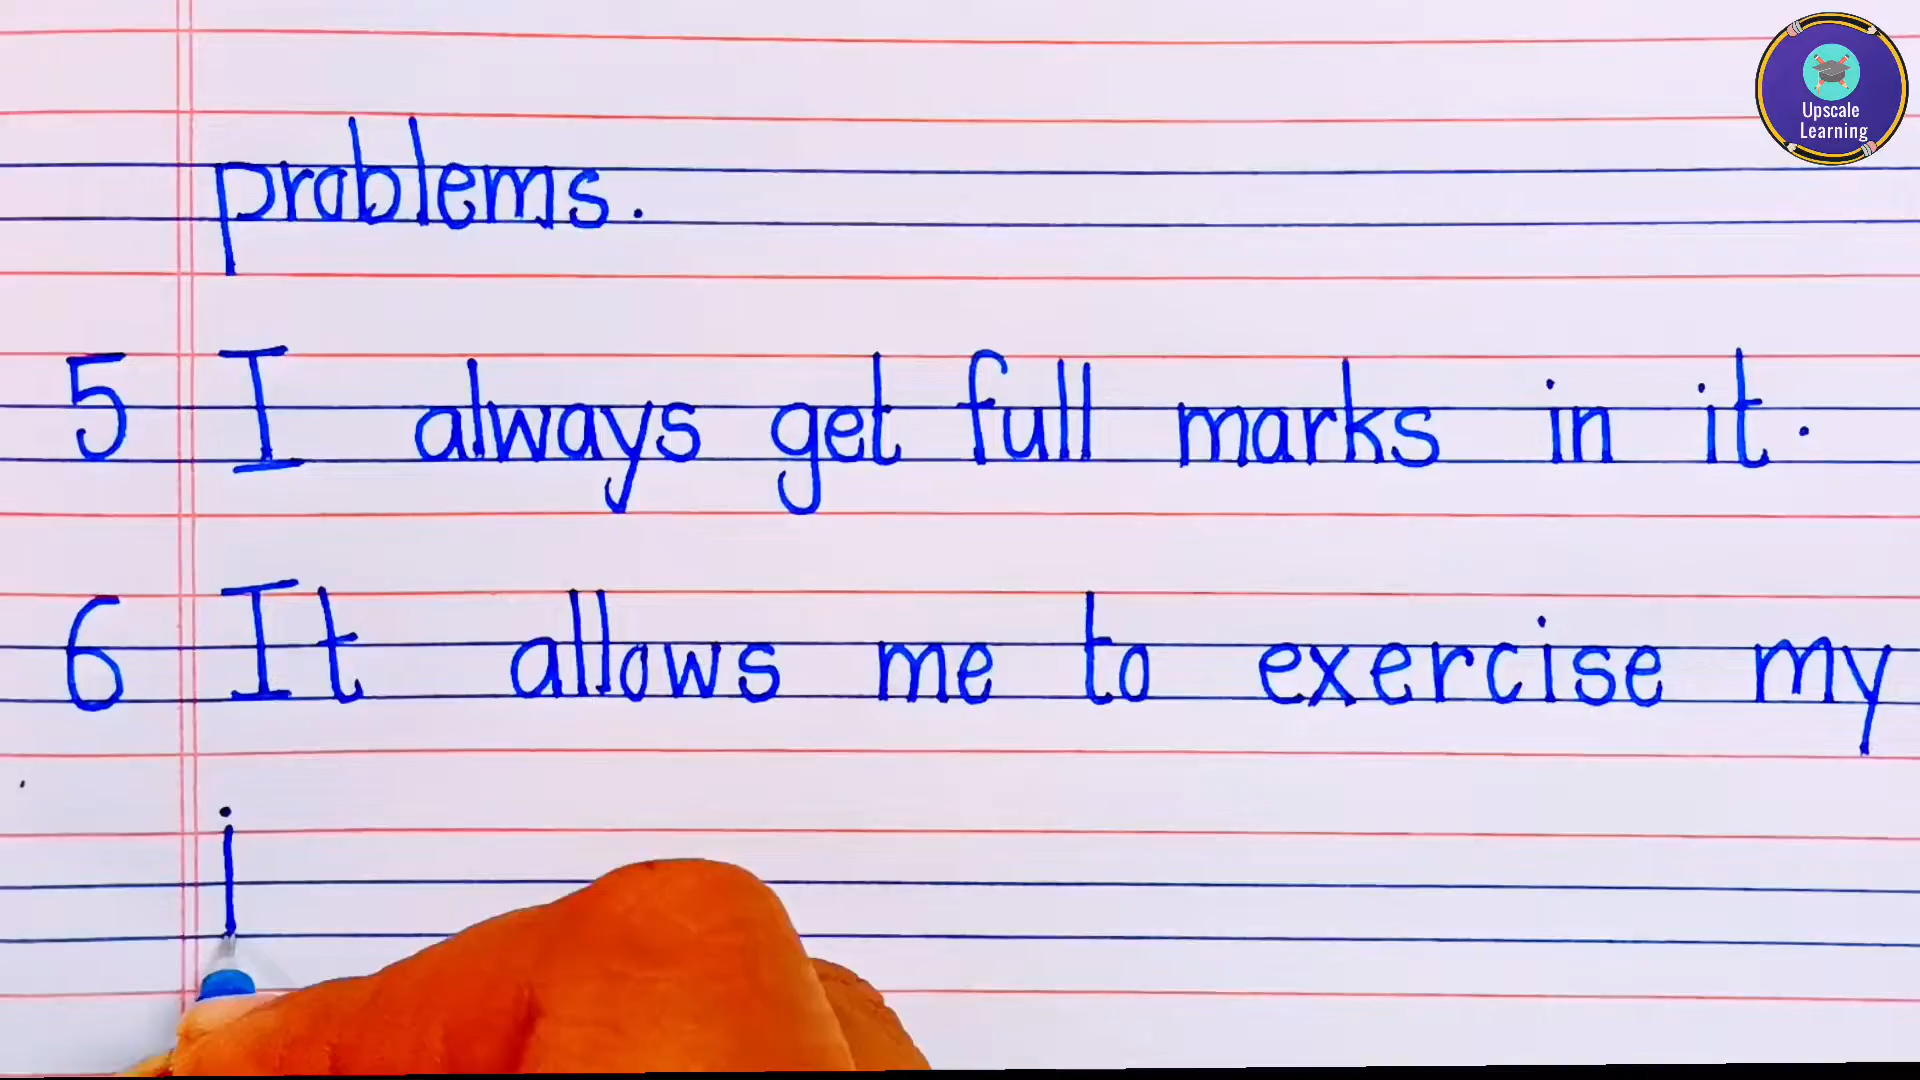 problems.
5 I always get full marks in it.
6 It allows me to exercise my
Upscale
Learning